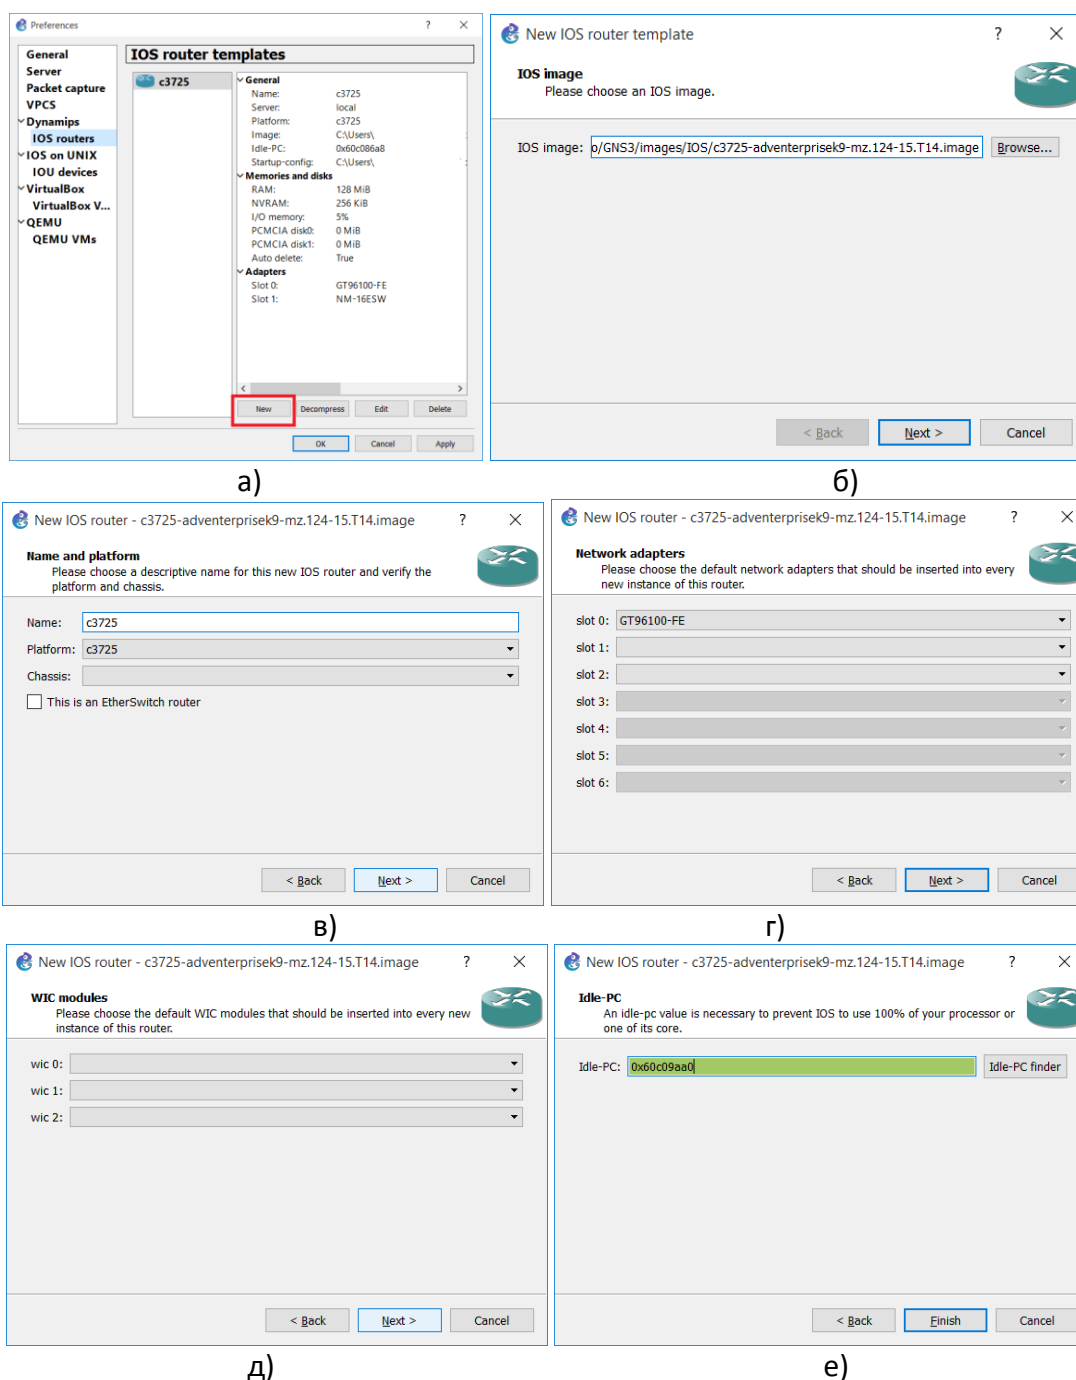 Preferences
?
General
Server
Packet capture
VPCS
Dynamips
IOS routers
IOS on UNIX
IOU devices
VirtualBox
VirtualBox V...
QEMU
QEMU VMs
IOS router templates
c3725
General
Name: c3725
Server: local
Platform: c3725
Image: C:\Users\
Idle-PC: 0x60c086a8
Startup-config: C:\Users\
Memories and disks
RAM: 128 MiB
NVRAM: 256 KiB
I/O memory: 5%
PCMCIA disk0: 0 MiB
PCMCIA disk1: 0 MiB
Auto delete: True
Adapters
Slot 0: GT96100-FE
Slot 1: NM-16ESW
New Decompress Edit Delete
OK Cancel Apply
а)
New IOS router template ?
IOS image
Please choose an IOS image.
IOS image: o/GNS3/images/IOS/c3725-adventerprisek9-mz.124-15.T14.image Browse...
< Back Next > Cancel
б)
New IOS router - c3725-adventerprisek9-mz.124-15.T14.image ?
Name and platform
Please choose a descriptive name for this new IOS router and verify the
platform and chassis.
Name: c3725
Platform: c3725
Chassis:
This is an EtherSwitch router
< Back Next > Cancel
в)
New IOS router - c3725-adventerprisek9-mz.124-15.T14.image ?
Network adapters
Please choose the default network adapters that should be inserted into every
new instance of this router.
slot 0: GT96100-FE
slot 1:
slot 2:
slot 3:
slot 4:
slot 5:
slot 6:
< Back Next > Cancel
г)
New IOS router - c3725-adventerprisek9-mz.124-15.T14.image ?
WIC modules
Please choose the default WIC modules that should be inserted into every new
instance of this router.
wic 0:
wic 1:
wic 2:
< Back Next > Cancel
д)
New IOS router - c3725-adventerprisek9-mz.124-15.T14.image ?
Idle-PC
An idle-pc value is necessary to prevent IOS to use 100% of your processor or
one of its core.
Idle-PC: 0x60c09aa0 Idle-PC finder
< Back Finish Cancel
е)